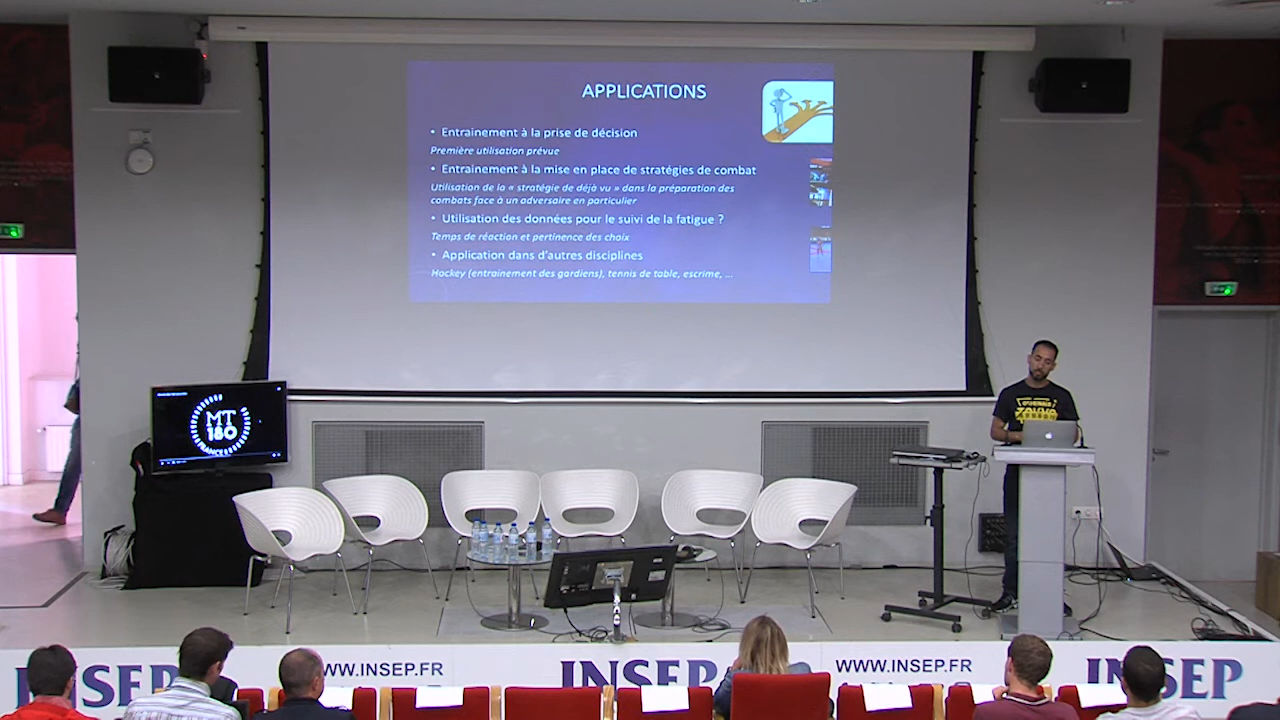 APPLICATIONS
• Entrainement à la prise de décision
Première utilisation prévue
• Entrainement à la mise en place de stratégies de combat
Utilisation de la « stratégie de déjà vu » dans la préparation des
combats face à un adversaire en particulier
• Utilisation des données pour le suivi de la fatigue ?
Temps de réaction et pertinence des choix
• Application dans d'autres disciplines
Hockey (entrainement des gardiens), tennis de table, escrime, ...
MT
180
FRANCE
INSEP
WWW.INSEP.FR
INSEP
WWW.INSEP.FR
INSEP